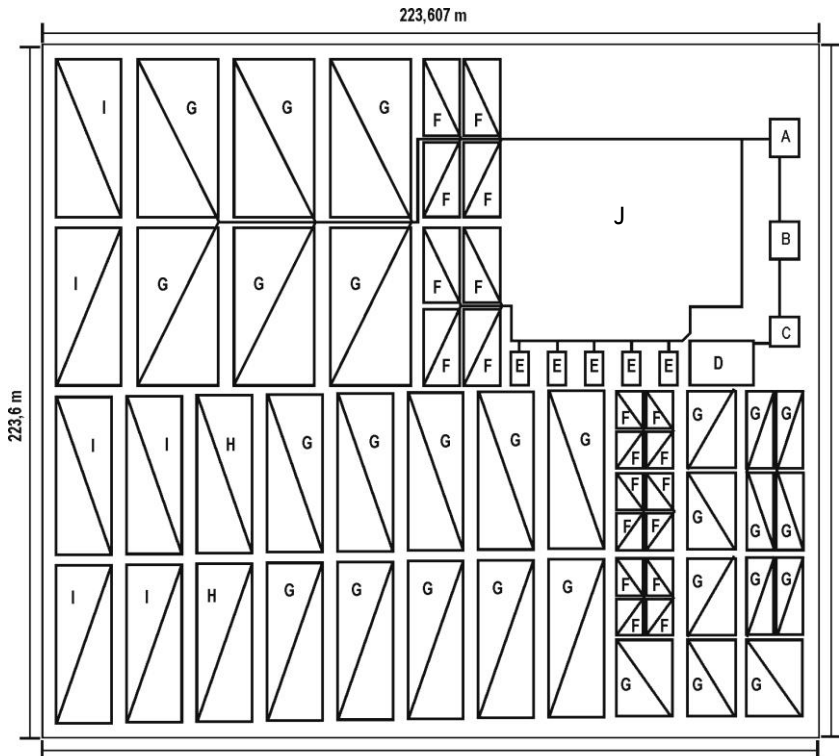 223,607 m
I G G G F F
A
F F
J
B
I G G G F F
C
F F E E E E E D
223,6 m
I I H G G G G G F F G G G
F F
F F G G G
F F
I I H G G G G G F F G G G
F F
G G G